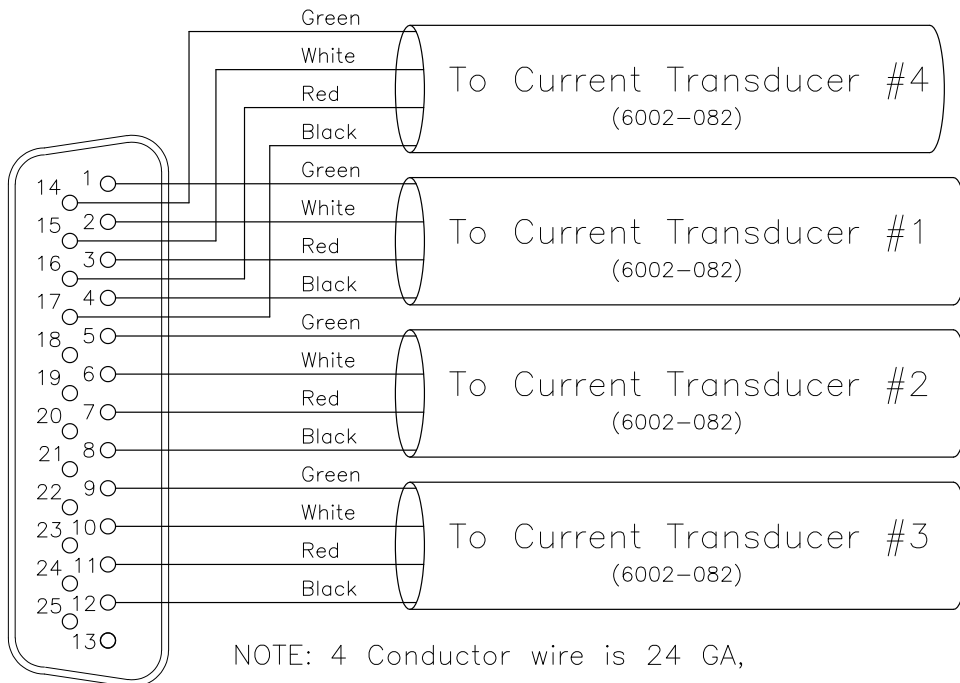 Green
White
Red
Black
To Current Transducer #4
(6002-082)
Green
White
Red
Black
To Current Transducer #1
(6002-082)
Green
White
Red
Black
To Current Transducer #2
(6002-082)
Green
White
Red
Black
To Current Transducer #3
(6002-082)
1
14
2
15
3
16
4
17
5
18
6
19
7
20
8
21
9
22
10
23
11
24
12
25
13
NOTE: 4 Conductor wire is 24 GA,